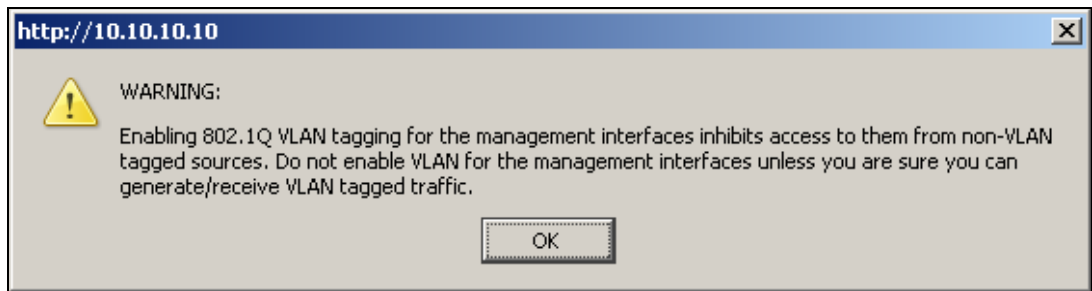 http://10.10.10.10
WARNING:
Enabling 802.1Q VLAN tagging for the management interfaces inhibits access to them from non-VLAN
tagged sources. Do not enable VLAN for the management interfaces unless you are sure you can
generate/receive VLAN tagged traffic.
OK